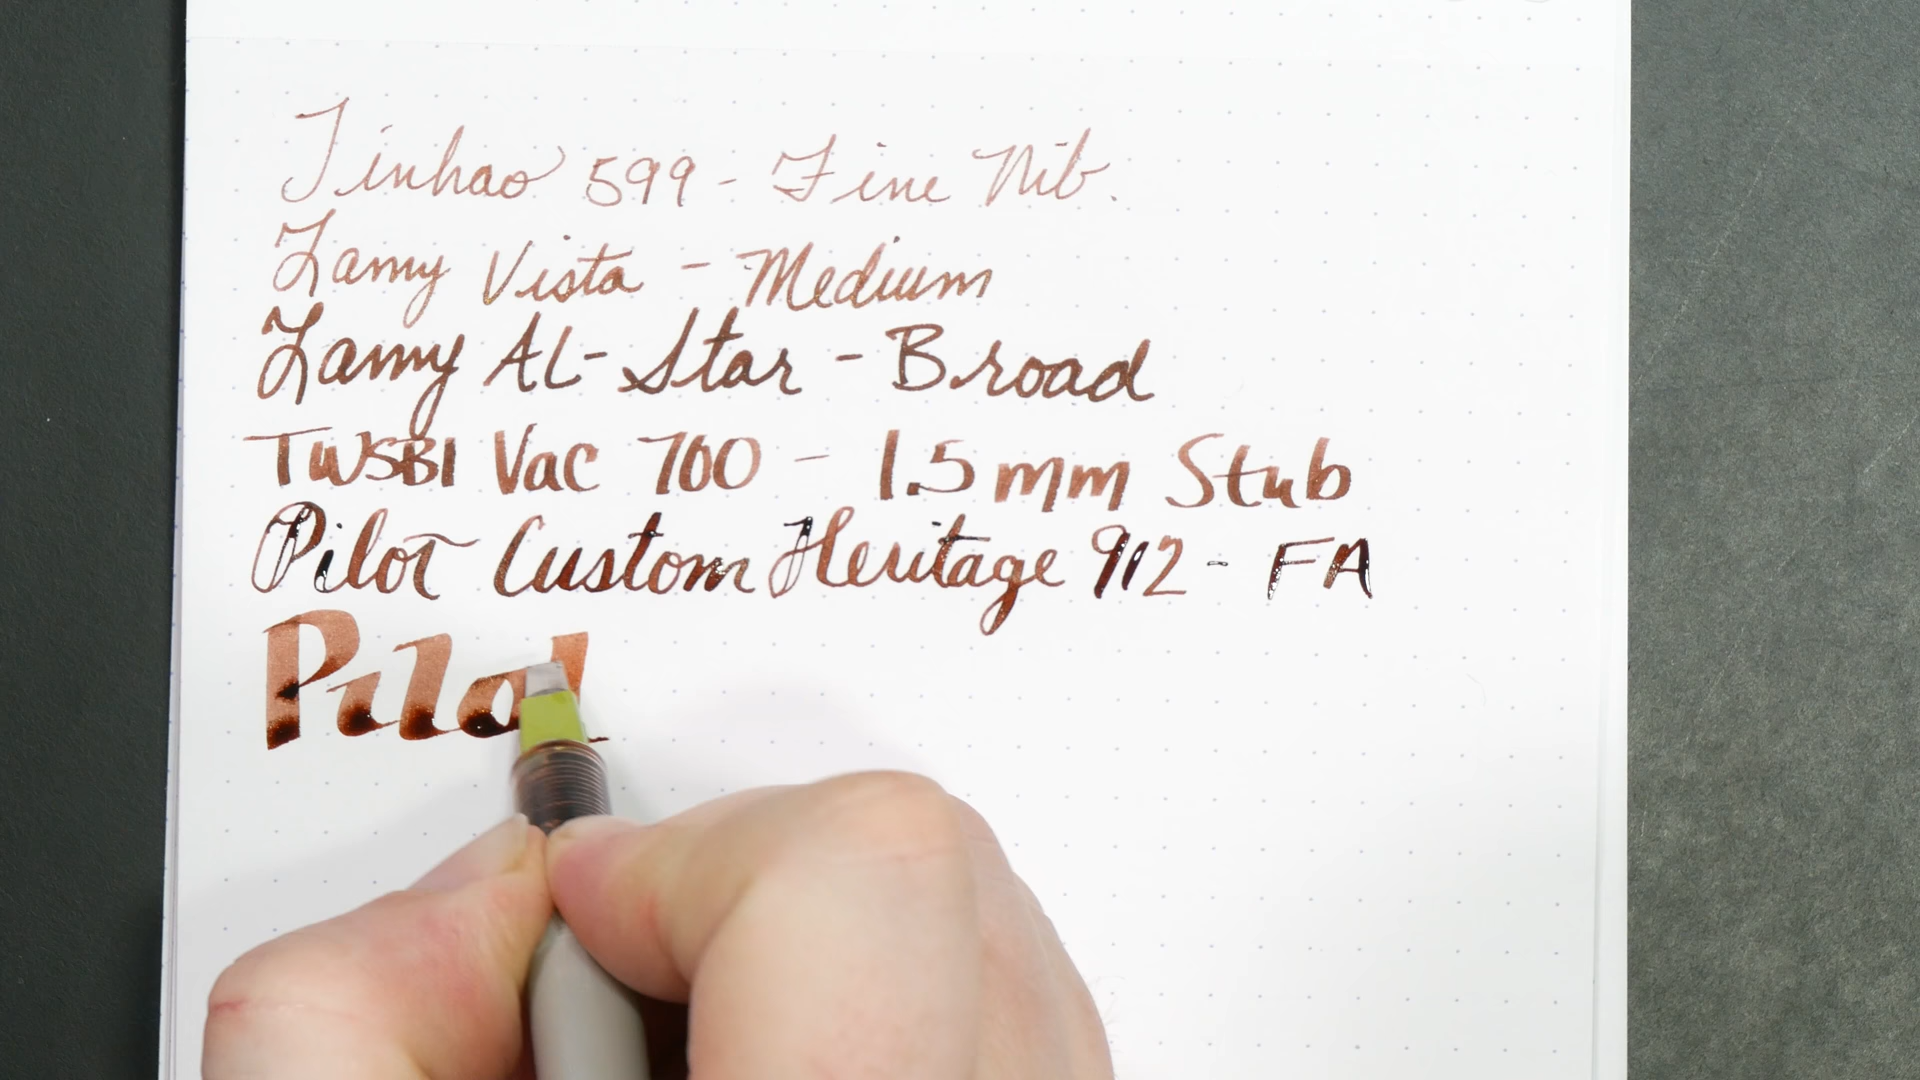 Jinhao 599 - Fine Nib.
Lamy Vista - Medium
Lamy AL-Star - Broad
TWSBI Vac 700 - 1.5mm Stub
Pilot Custom Heritage 912 - FA
Pilot